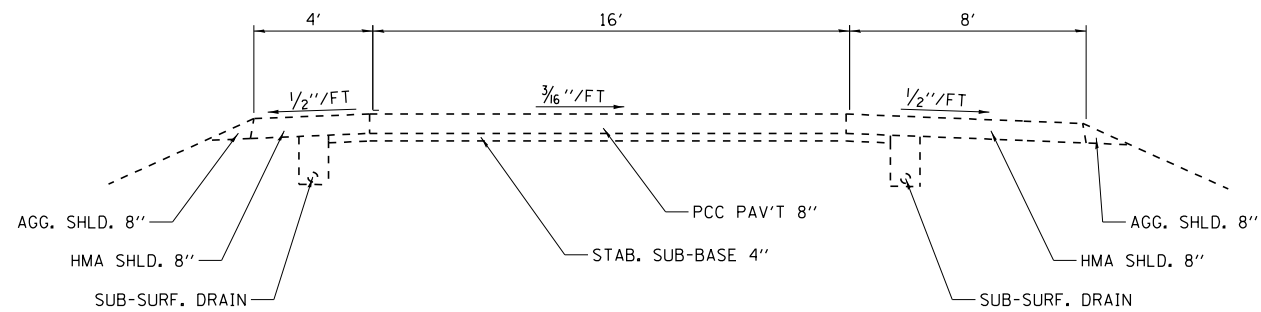 4'
16'
8'
1/2"/FT
3/16"/FT
1/2"/FT
AGG. SHLD. 8"
HMA SHLD. 8"
SUB-SURF. DRAIN
PCC PAV'T 8"
STAB. SUB-BASE 4"
AGG. SHLD. 8"
HMA SHLD. 8"
SUB-SURF. DRAIN